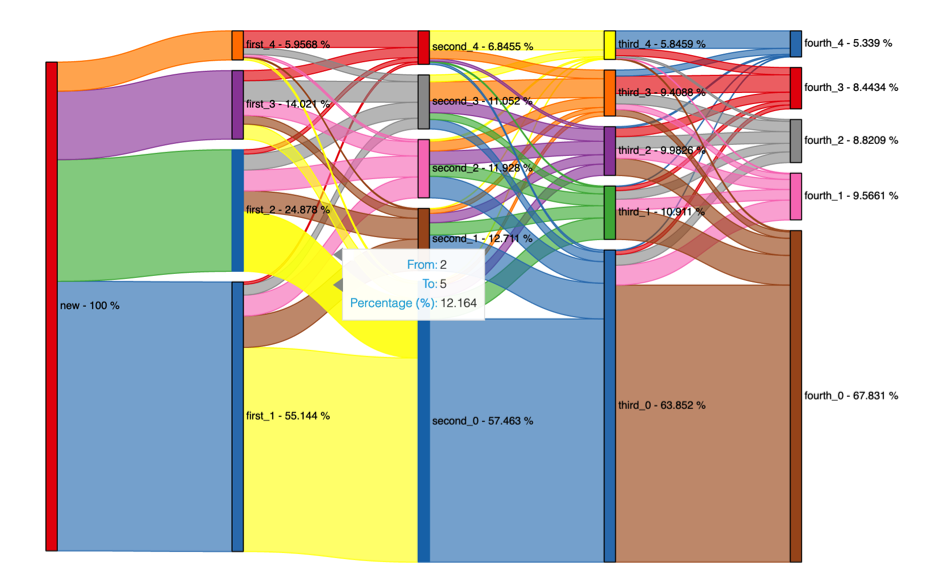 new - 100 %
first_4 - 5.9568 %
first_3 - 14.021 %
first_2 - 24.878 %
first_1 - 55.144 %
second_4 - 6.8455 %
second_3 - 11.052 %
second_2 - 11.928 %
second_1 - 12.711 %
From: 2
To: 5
Percentage (%): 12.164
second_0 - 57.463 %
third_4 - 5.8459 %
third_3 - 9.4088 %
third_2 - 9.9826 %
third_1 - 10.911 %
third_0 - 63.852 %
fourth_4 - 5.339 %
fourth_3 - 8.4434 %
fourth_2 - 8.8209 %
fourth_1 - 9.5661 %
fourth_0 - 67.831 %